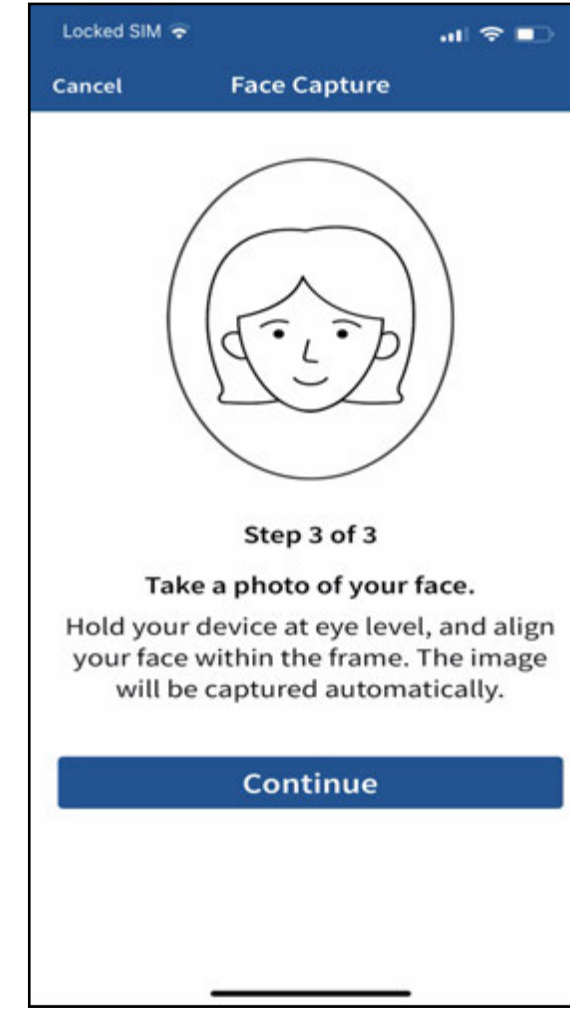 Locked SIM
Cancel
Face Capture
Step 3 of 3
Take a photo of your face.
Hold your device at eye level, and align
your face within the frame. The image
will be captured automatically.
Continue